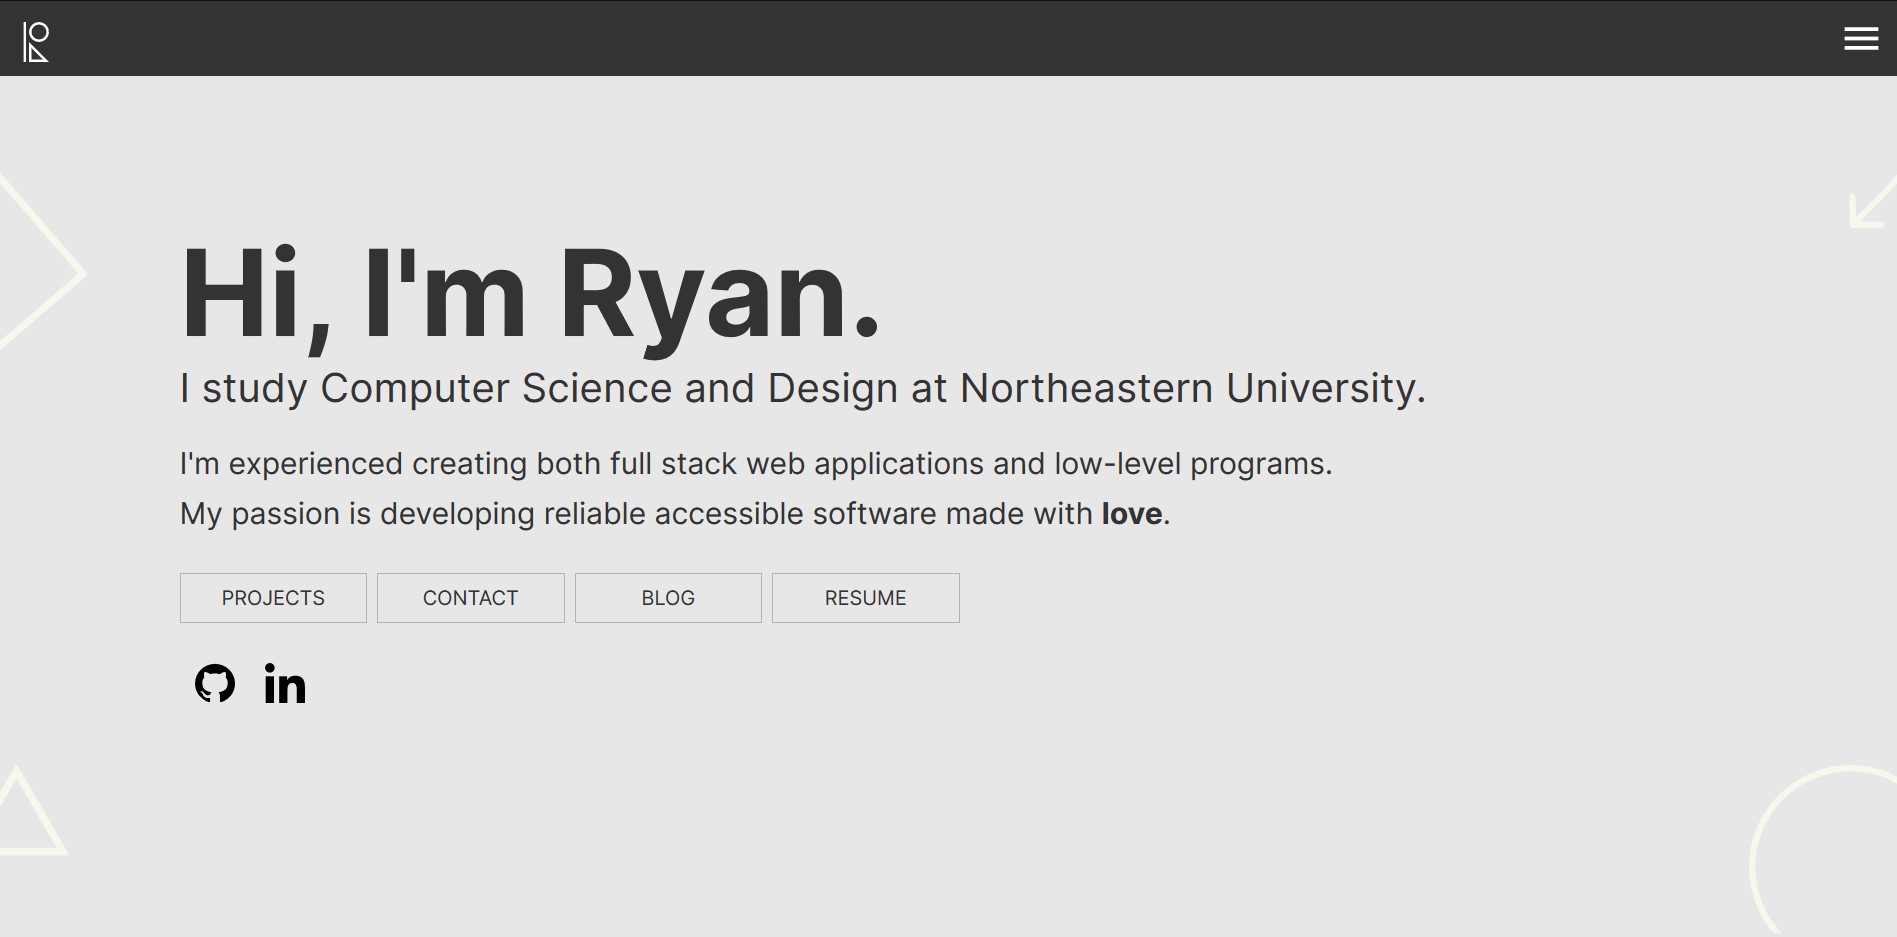 Hi, I'm Ryan.
I study Computer Science and Design at Northeastern University.
I'm experienced creating both full stack web applications and low-level programs.
My passion is developing reliable accessible software made with love.
PROJECTS
CONTACT
BLOG
RESUME
in